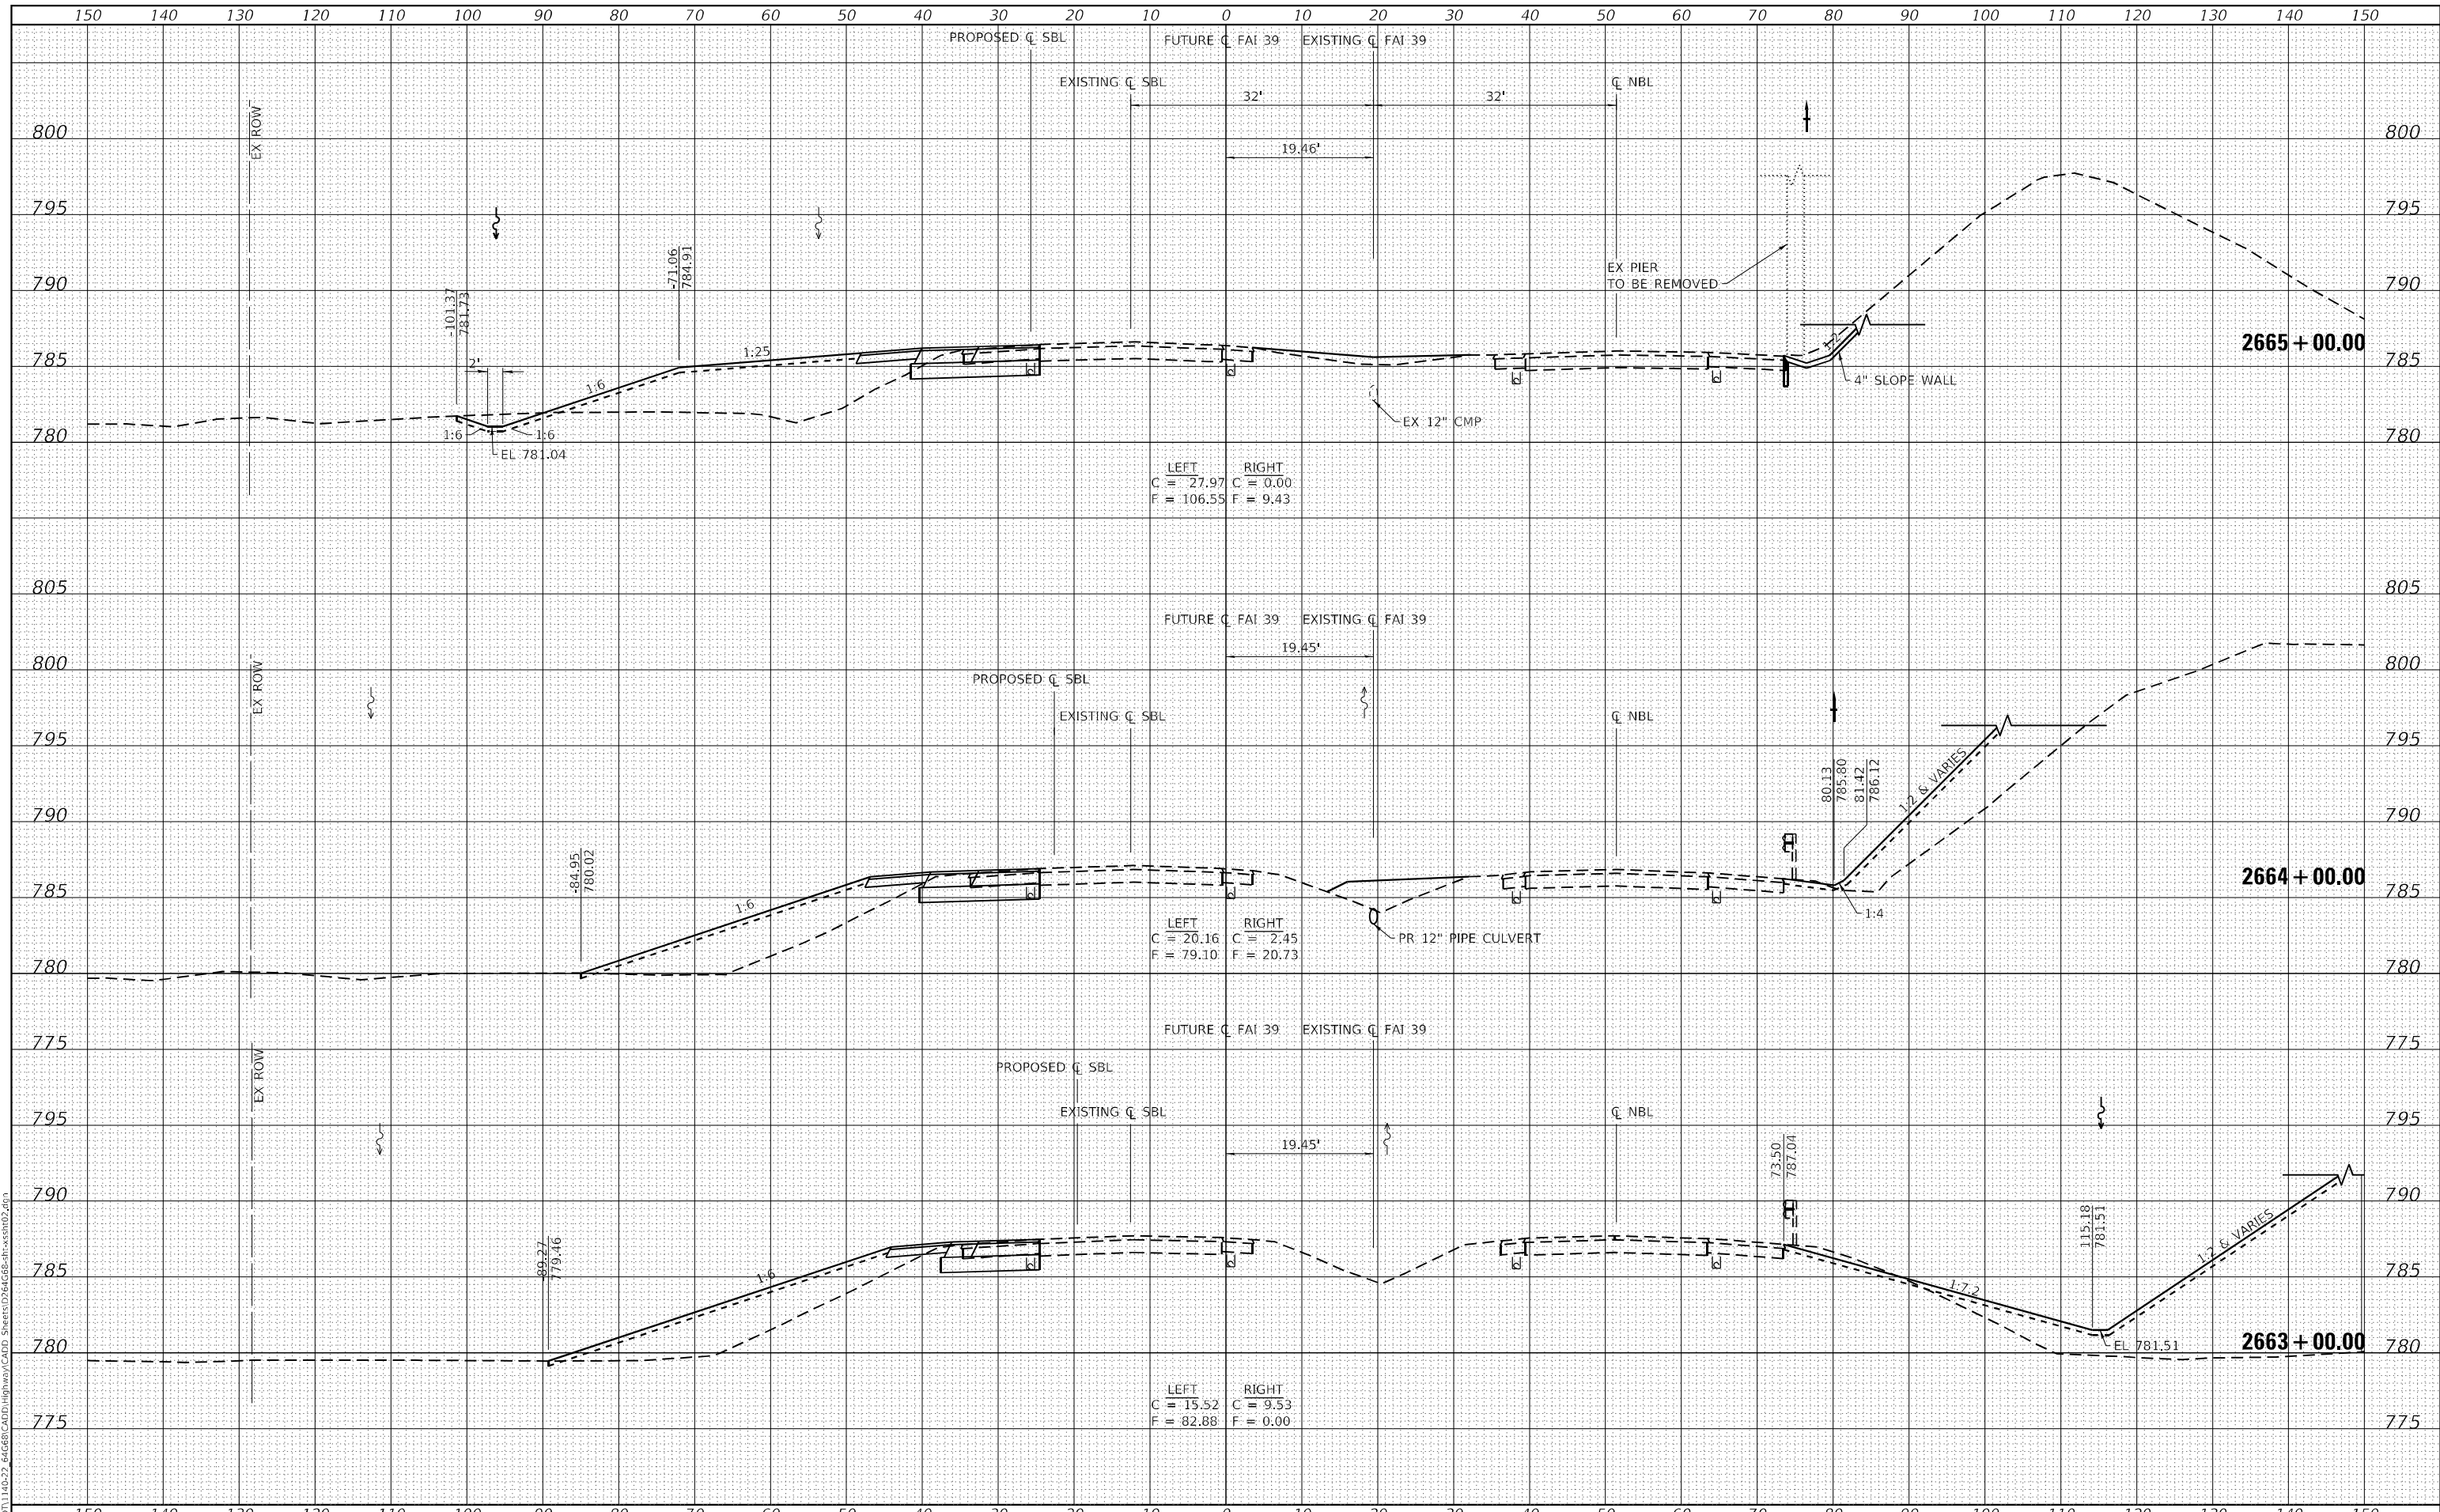 150 140 130 120 110 100 90 80 70 60 50 40 30 20 10 0 10 20 30 40 50 60 70 80 90 100 110 120 130 140 150
PROPOSED ℄ SBL
FUTURE ℄ FAI 39
EXISTING ℄ FAI 39
EXISTING ℄ SBL
℄ NBL
32'
32'
19.46'
EX ROW
800 800
795 795
790 790
785 785
780 780
-101.37
781.73
-71.06
784.91
2'
1:6
1:25
1:6
1:6
EL 781.04
EX PIER
TO BE REMOVED
1:2
4" SLOPE WALL
EX 12" CMP
2665+00.00
LEFT RIGHT
C = 27.97 C = 0.00
F = 106.55 F = 9.43
805 805
FUTURE ℄ FAI 39
EXISTING ℄ FAI 39
19.45'
PROPOSED ℄ SBL
EXISTING ℄ SBL
℄ NBL
EX ROW
800 800
795 795
790 790
785 785
780 780
-84.95
780.02
1:6
80.13
785.80
81.42
786.12
1:2 & VARIES
1:4
PR 12" PIPE CULVERT
2664+00.00
LEFT RIGHT
C = 20.16 C = 2.45
F = 79.10 F = 20.73
775 775
FUTURE ℄ FAI 39
EXISTING ℄ FAI 39
PROPOSED ℄ SBL
EXISTING ℄ SBL
℄ NBL
19.45'
EX ROW
795 795
790 790
785 785
780 780
775 775
-89.27
779.46
1:6
73.50
787.04
1:7.2
115.18
781.51
1:2 & VARIES
EL 781.51
2663+00.00
LEFT RIGHT
C = 15.52 C = 9.53
F = 82.88 F = 0.00
150 140 130 120 110 100 90 80 70 60 50 40 30 20 10 0 10 20 30 40 50 60 70 80 90 100 110 120 130 140 150